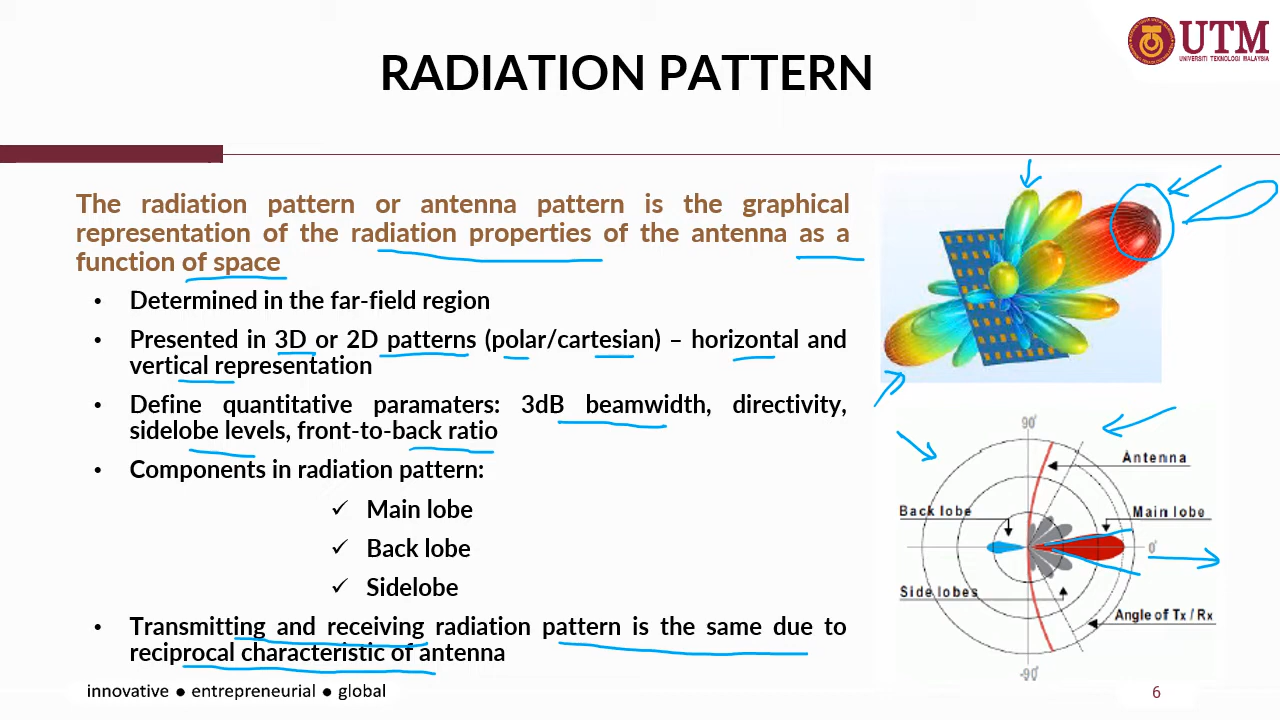 UTM
UNIVERSITI TEKNOLOGI MALAYSIA
RADIATION PATTERN
The radiation pattern or antenna pattern is the graphical
representation of the radiation properties of the antenna as a
function of space
• Determined in the far-field region
• Presented in 3D or 2D patterns (polar/cartesian) – horizontal and
vertical representation
• Define quantitative paramaters: 3dB beamwidth, directivity,
sidelobe levels, front-to-back ratio
• Components in radiation pattern:
✓ Main lobe
✓ Back lobe
✓ Sidelobe
• Transmitting and receiving radiation pattern is the same due to
reciprocal characteristic of antenna
90°
Antenna
Back lobe
Main lobe
0°
Side lobes
Angle of Tx / Rx
-90°
innovative ● entrepreneurial ● global
6